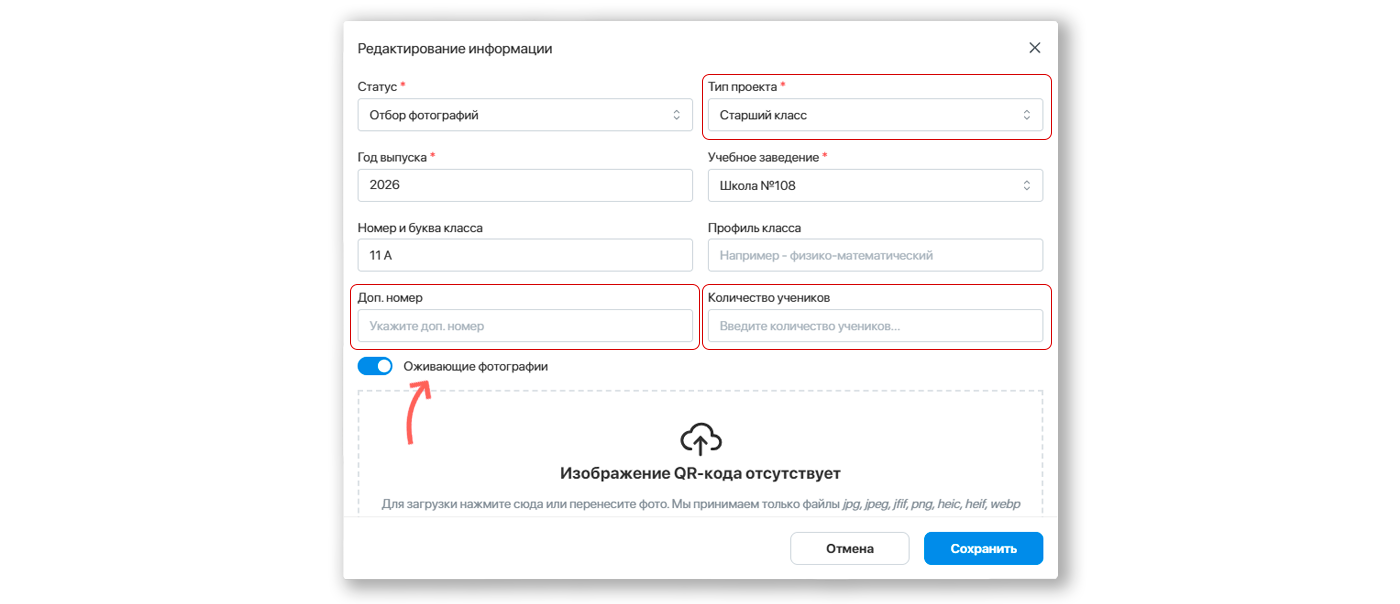 Редактирование информации
Статус *
Тип проекта *
Отбор фотографий
Старший класс
Год выпуска *
Учебное заведение *
2026
Школа №108
Номер и буква класса
Профиль класса
11 А
Например - физико-математический
Доп. номер
Количество учеников
Укажите доп. номер
Введите количество учеников...
Оживающие фотографии
Изображение QR-кода отсутствует
Для загрузки нажмите сюда или перенесите фото. Мы принимаем только файлы jpg, jpeg, jfif, png, heic, heif, webp
Отмена
Сохранить